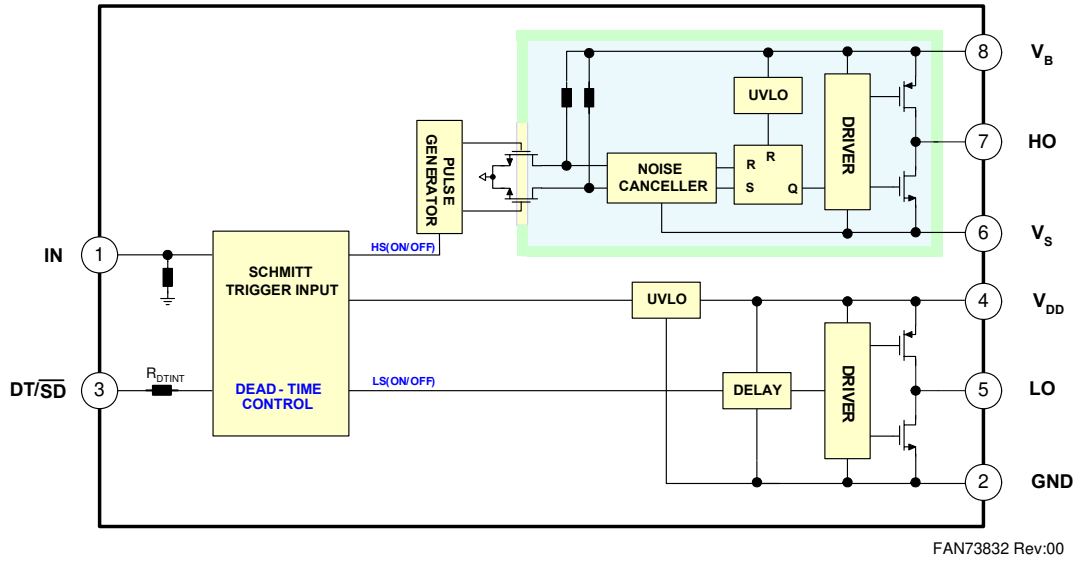 8
V_B
UVLO
PULSE
GENERATOR
DRIVER
7
HO
NOISE
CANCELLER
R
R
S
Q
6
V_S
IN
1
HS(ON/OFF)
SCHMITT
TRIGGER INPUT
UVLO
4
V_DD
DT/SD
3
R_DTINT
DEAD - TIME
CONTROL
LS(ON/OFF)
DELAY
DRIVER
5
LO
2
GND
FAN73832 Rev:00